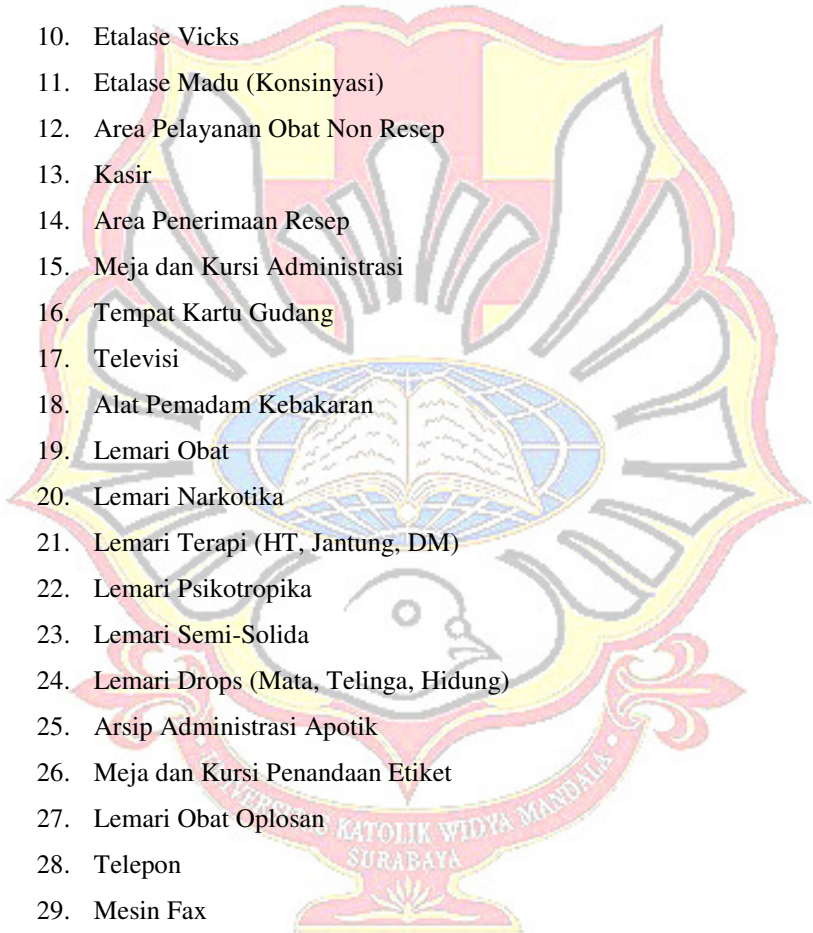 10. Etalase Vicks
11. Etalase Madu (Konsinyasi)
12. Area Pelayanan Obat Non Resep
13. Kasir
14. Area Penerimaan Resep
15. Meja dan Kursi Administrasi
16. Tempat Kartu Gudang
17. Televisi
18. Alat Pemadam Kebakaran
19. Lemari Obat
20. Lemari Narkotika
21. Lemari Terapi (HT, Jantung, DM)
22. Lemari Psikotropika
23. Lemari Semi-Solida
24. Lemari Drops (Mata, Telinga, Hidung)
25. Arsip Administrasi Apotik
26. Meja dan Kursi Penandaan Etiket
27. Lemari Obat Oplosan
28. Telepon
29. Mesin Fax
UNIVERSITAS KATOLIK WIDYA MANDALA
SURABAYA